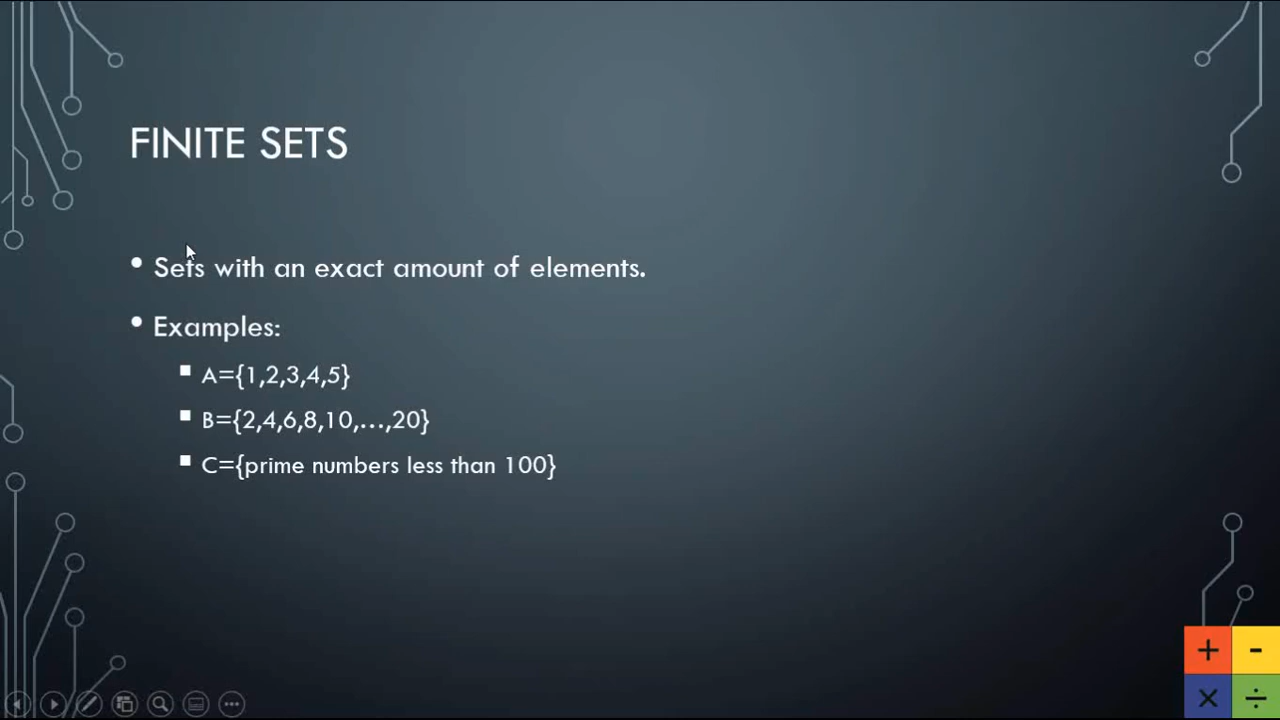 FINITE SETS
• Sets with an exact amount of elements.
• Examples:
▪ A={1,2,3,4,5}
▪ B={2,4,6,8,10,...,20}
▪ C={prime numbers less than 100}
+ -
× ÷